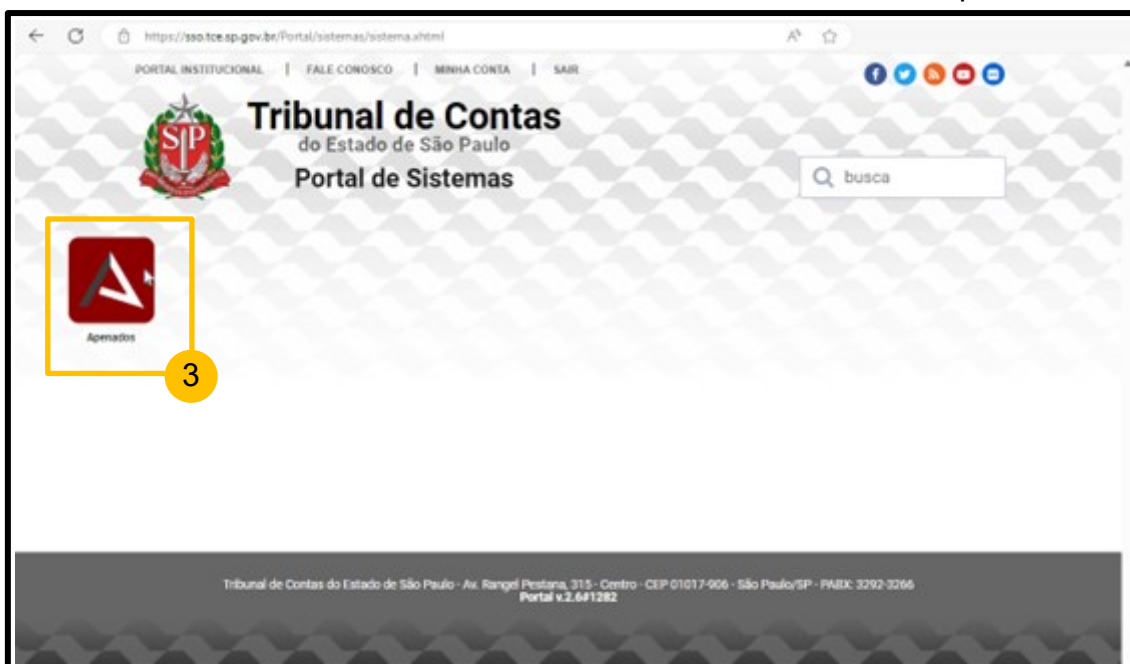 https://sso.tce.sp.gov.br/Portal/sistemas/sistema.xhtml
PORTAL INSTITUCIONAL | FALE CONOSCO | MINHA CONTA | SAIR
SP
Tribunal de Contas
do Estado de São Paulo
Portal de Sistemas
busca
Apenados
3
Tribunal de Contas do Estado de São Paulo - Av. Rangel Pestana, 315 - Centro - CEP 01017-906 - São Paulo/SP - PABX: 3292-3266
Portal v.2.6#1282